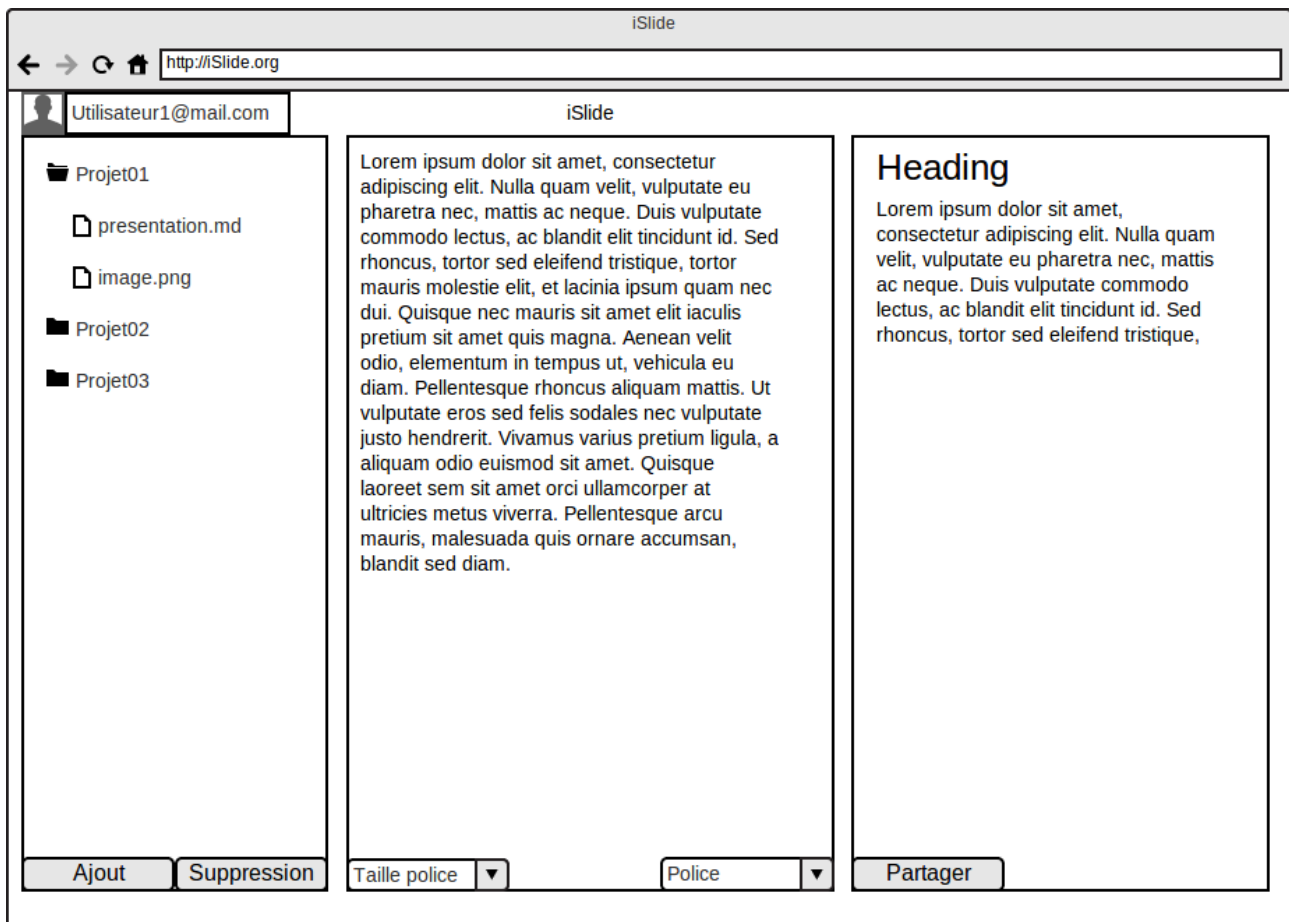 iSlide
http://iSlide.org
Utilisateur1@mail.com
iSlide
Projet01
presentation.md
image.png
Projet02
Projet03
Ajout
Suppression
Lorem ipsum dolor sit amet, consectetur
adipiscing elit. Nulla quam velit, vulputate eu
pharetra nec, mattis ac neque. Duis vulputate
commodo lectus, ac blandit elit tincidunt id. Sed
rhoncus, tortor sed eleifend tristique, tortor
mauris molestie elit, et lacinia ipsum quam nec
dui. Quisque nec mauris sit amet elit iaculis
pretium sit amet quis magna. Aenean velit
odio, elementum in tempus ut, vehicula eu
diam. Pellentesque rhoncus aliquam mattis. Ut
vulputate eros sed felis sodales nec vulputate
justo hendrerit. Vivamus varius pretium ligula, a
aliquam odio euismod sit amet. Quisque
laoreet sem sit amet orci ullamcorper at
ultricies metus viverra. Pellentesque arcu
mauris, malesuada quis ornare accumsan,
blandit sed diam.
Taille police
Police
Heading
Lorem ipsum dolor sit amet,
consectetur adipiscing elit. Nulla quam
velit, vulputate eu pharetra nec, mattis
ac neque. Duis vulputate commodo
lectus, ac blandit elit tincidunt id. Sed
rhoncus, tortor sed eleifend tristique,
Partager